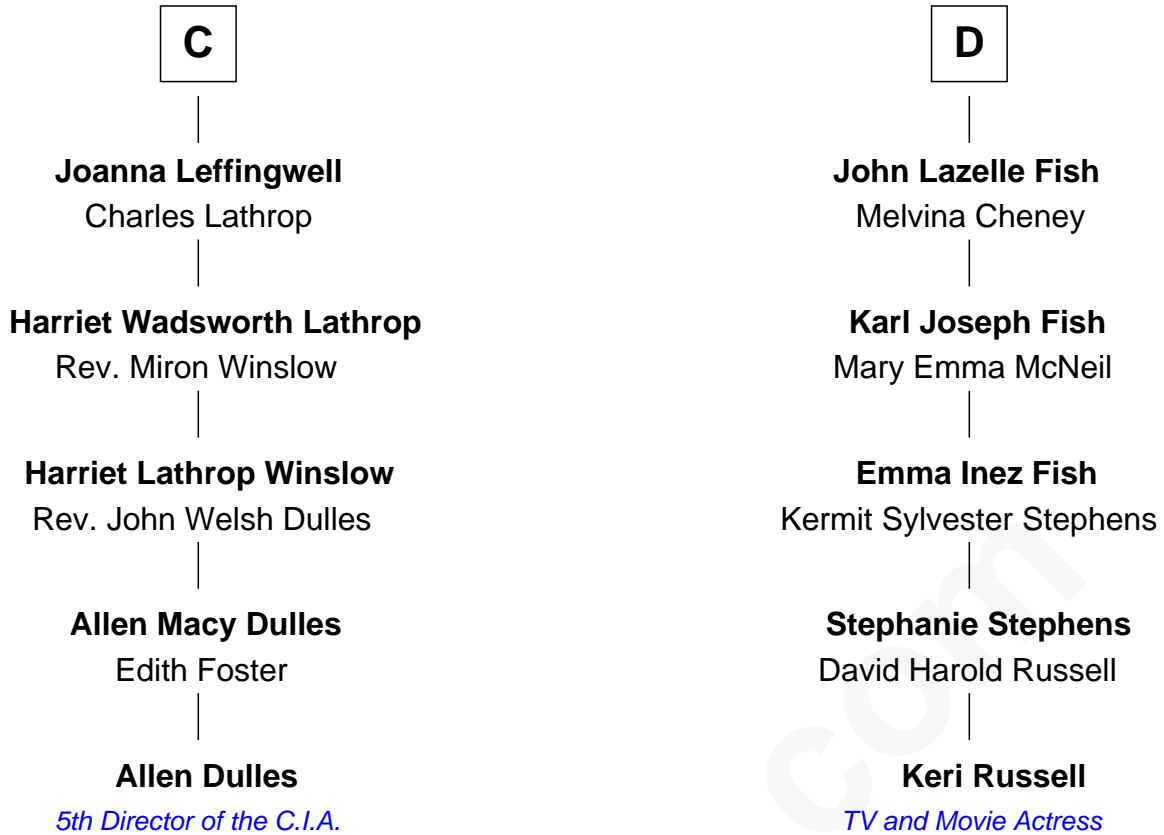 C
Joanna Leffingwell
Charles Lathrop
Harriet Wadsworth Lathrop
Rev. Miron Winslow
Harriet Lathrop Winslow
Rev. John Welsh Dulles
Allen Macy Dulles
Edith Foster
Allen Dulles
5th Director of the C.I.A.
D
John Lazelle Fish
Melvina Cheney
Karl Joseph Fish
Mary Emma McNeil
Emma Inez Fish
Kermit Sylvester Stephens
Stephanie Stephens
David Harold Russell
Keri Russell
TV and Movie Actress
com